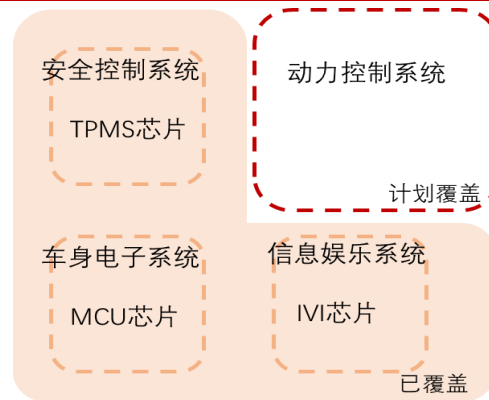 安全控制系统
TPMS芯片
动力控制系统
计划覆盖
车身电子系统
MCU芯片
信息娱乐系统
IVI芯片
已覆盖